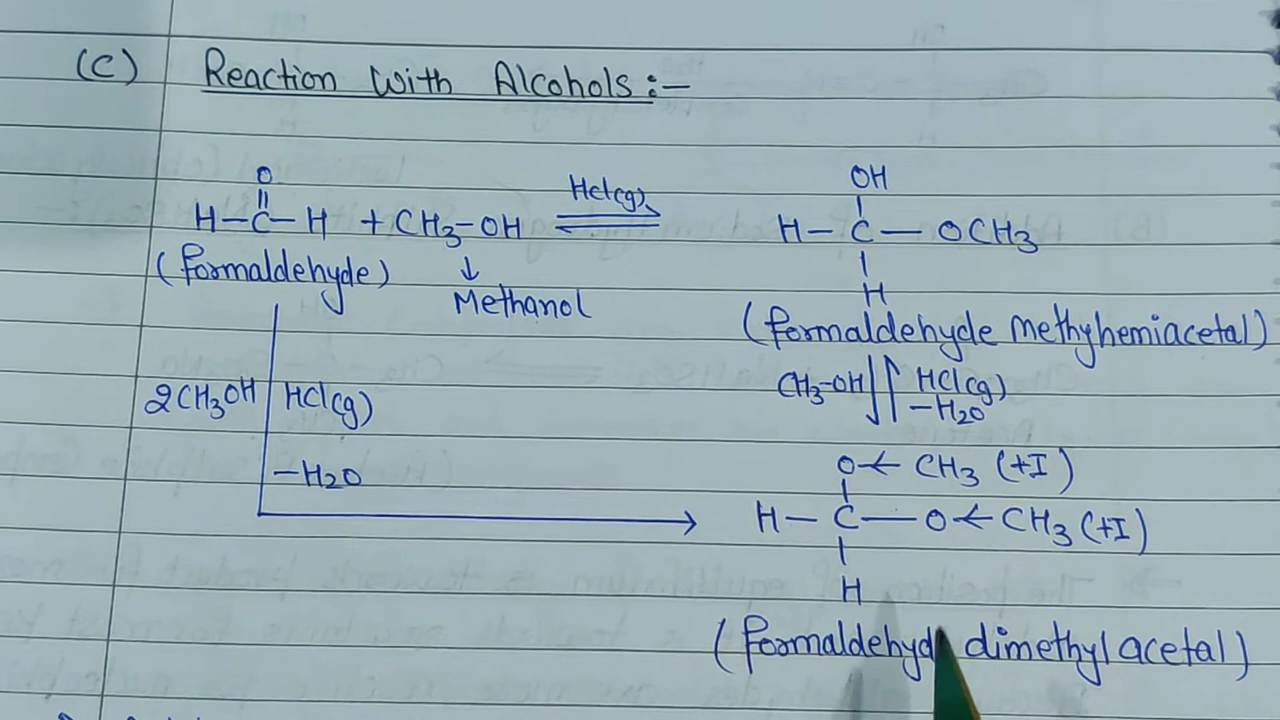 (C) Reaction With Alcohols :-
O
||
H-C-H + CH3-OH ⇌ HCl(g)
(formaldehyde) ↓
Methanol
OH
|
H-C-OCH3
|
H
(formaldehyde methylhemiacetal)
CH3-OH ↓↑ HCl(g)
-H2O
2CH3OH | HCl(g)
-H2O
O ← CH3 (+I)
|
H-C-O ← CH3 (+I)
|
H
(formaldehyd dimethyl acetal)